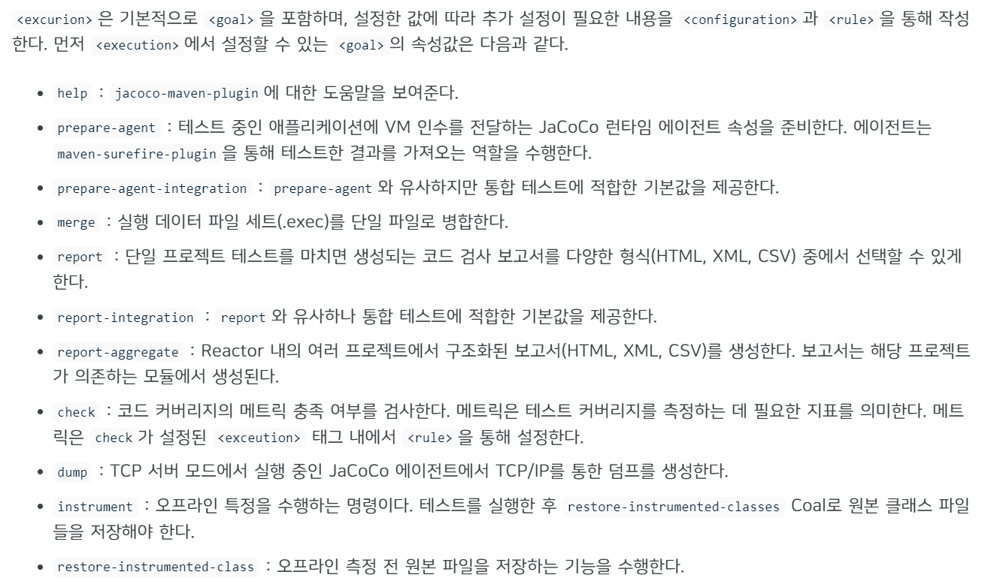 <excurion> 은 기본적으로 <goal> 을 포함하며, 설정한 값에 따라 추가 설정이 필요한 내용을 <configuration> 과 <rule> 을 통해 작성
한다. 먼저 <execution> 에서 설정할 수 있는 <goal> 의 속성값은 다음과 같다.
• help : jacoco-maven-plugin 에 대한 도움말을 보여준다.
• prepare-agent : 테스트 중인 애플리케이션에 VM 인수를 전달하는 JaCoCo 런타임 에이전트 속성을 준비한다. 에이전트는
maven-surefire-plugin 을 통해 테스트한 결과를 가져오는 역할을 수행한다.
• prepare-agent-integration : prepare-agent 와 유사하지만 통합 테스트에 적합한 기본값을 제공한다.
• merge : 실행 데이터 파일 세트(.exec)를 단일 파일로 병합한다.
• report : 단일 프로젝트 테스트를 마치면 생성되는 코드 검사 보고서를 다양한 형식(HTML, XML, CSV) 중에서 선택할 수 있게
한다.
• report-integration : report 와 유사하나 통합 테스트에 적합한 기본값을 제공한다.
• report-aggregate : Reactor 내의 여러 프로젝트에서 구조화된 보고서(HTML, XML, CSV)를 생성한다. 보고서는 해당 프로젝트
가 의존하는 모듈에서 생성된다.
• check : 코드 커버리지의 메트릭 충족 여부를 검사한다. 메트릭은 테스트 커버리지를 측정하는 데 필요한 지표를 의미한다. 메트
릭은 check 가 설정된 <exceution> 태그 내에서 <rule> 을 통해 설정한다.
• dump : TCP 서버 모드에서 실행 중인 JaCoCo 에이전트에서 TCP/IP를 통한 덤프를 생성한다.
• instrument : 오프라인 특정을 수행하는 명령이다. 테스트를 실행한 후 restore-instrumented-classes Coal로 원본 클래스 파일
들을 저장해야 한다.
• restore-instrumented-class : 오프라인 측정 전 원본 파일을 저장하는 기능을 수행한다.